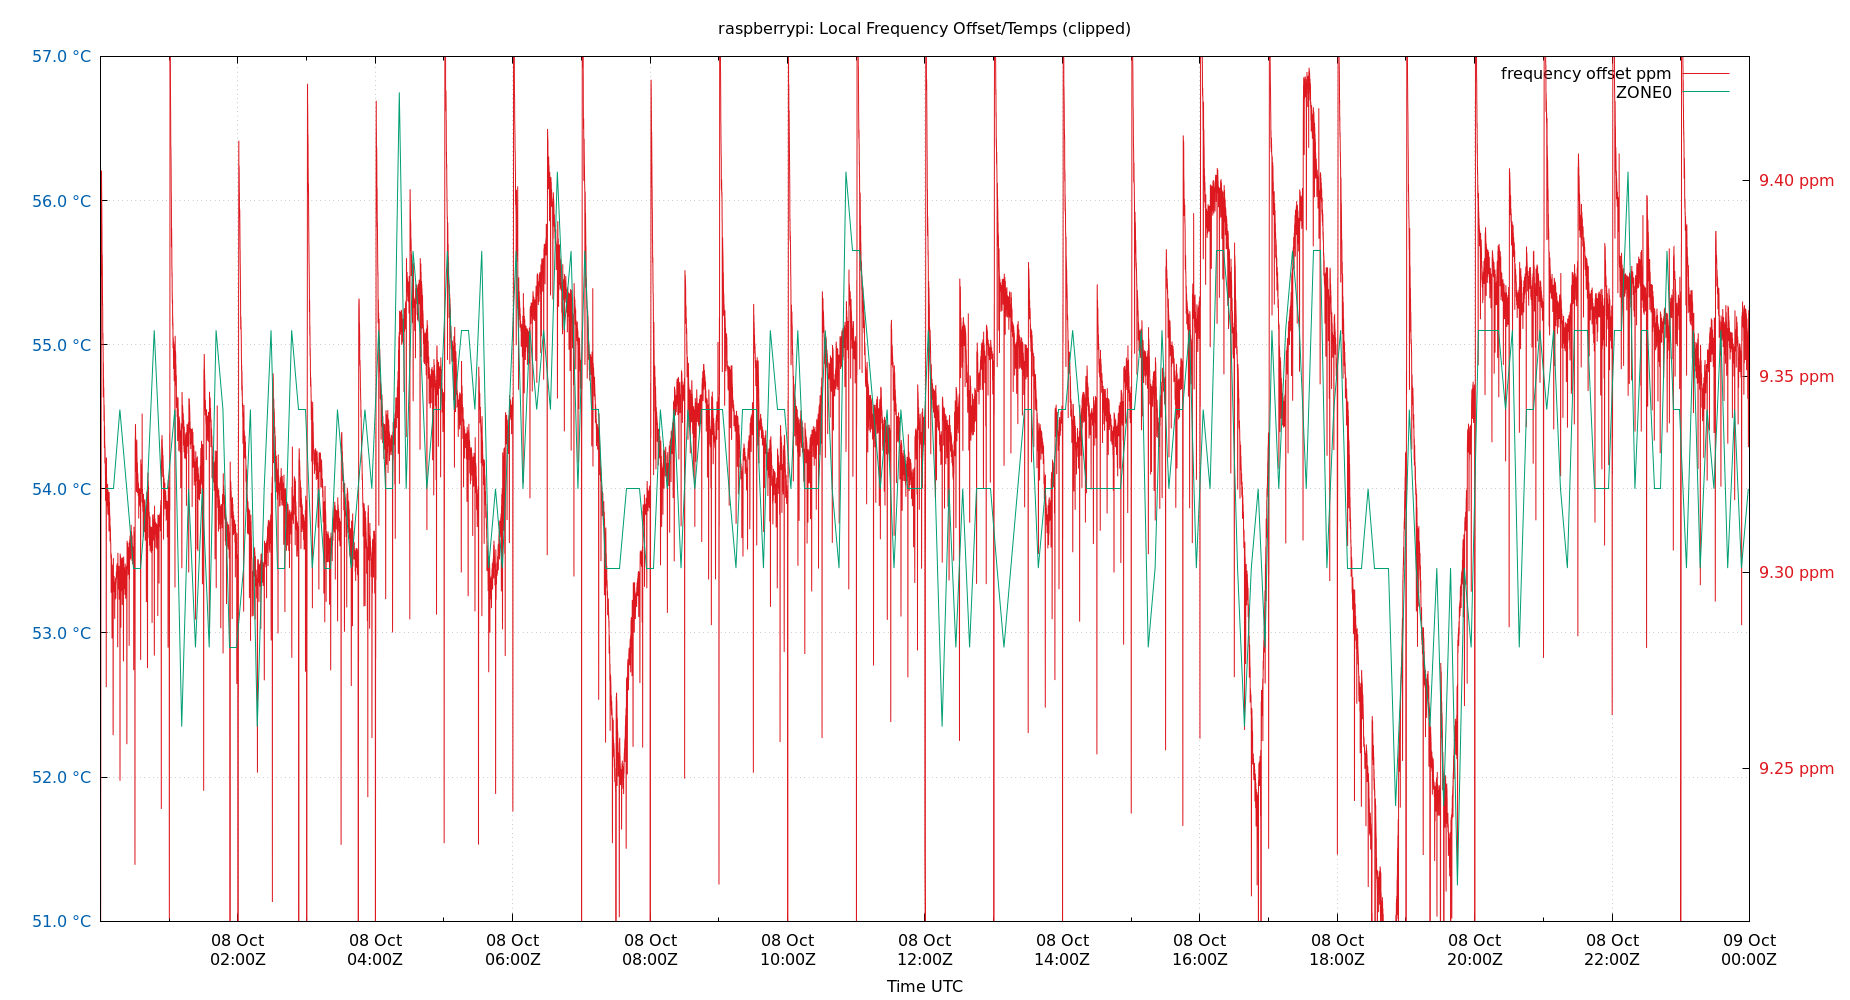 raspberrypi: Local Frequency Offset/Temps (clipped)
57.0 °C
56.0 °C
55.0 °C
54.0 °C
53.0 °C
52.0 °C
51.0 °C
frequency offset ppm
ZONE0
9.40 ppm
9.35 ppm
9.30 ppm
9.25 ppm
08 Oct 08 Oct 08 Oct 08 Oct 08 Oct 08 Oct 08 Oct 08 Oct 08 Oct 08 Oct 08 Oct 09 Oct
02:00Z 04:00Z 06:00Z 08:00Z 10:00Z 12:00Z 14:00Z 16:00Z 18:00Z 20:00Z 22:00Z 00:00Z
Time UTC